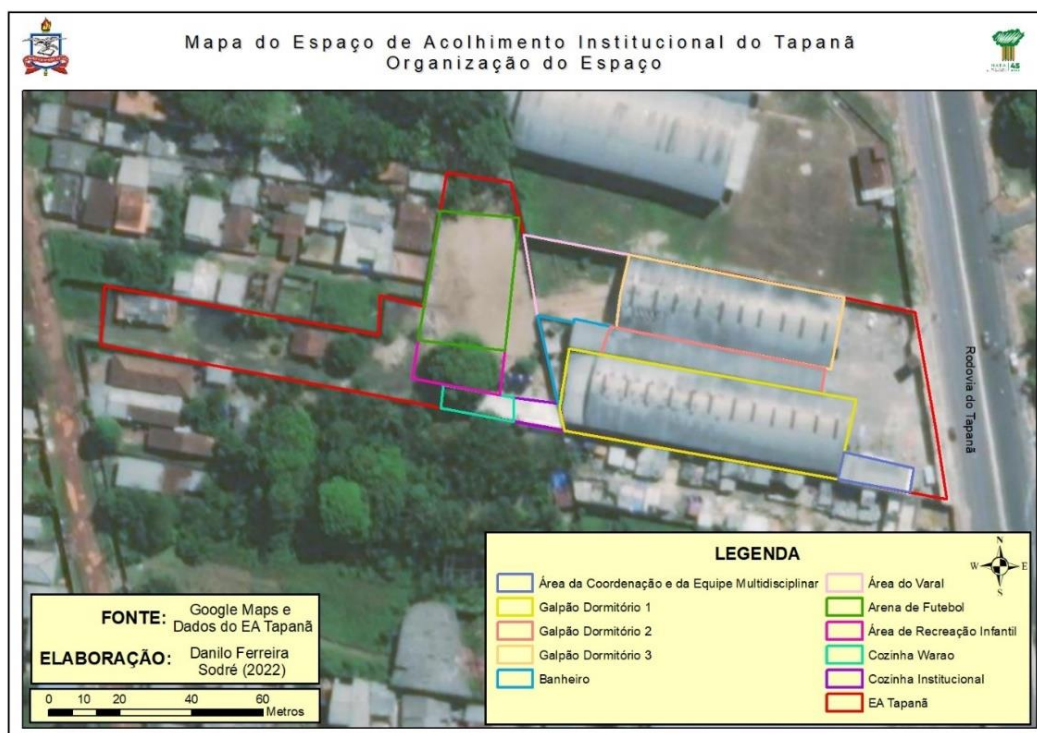 Mapa do Espaço de Acolhimento Institucional do Tapanã
Organização do Espaço
Rodovia do Tapanã
LEGENDA
Área da Coordenação e da Equipe Multidisciplinar
Galpão Dormitório 1
Galpão Dormitório 2
Galpão Dormitório 3
Banheiro
Área do Varal
Arena de Futebol
Área de Recreação Infantil
Cozinha Warao
Cozinha Institucional
EA Tapanã
N
W E
S
FONTE: Google Maps e
Dados do EA Tapanã
ELABORAÇÃO: Danilo Ferreira
Sodré (2022)
0 10 20 40 60
Metros